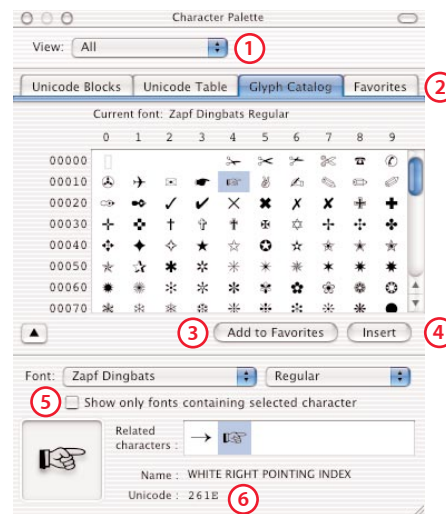 Character Palette
View: All
1
Unicode Blocks Unicode Table Glyph Catalog Favorites
2
Current font: Zapf Dingbats Regular
0 1 2 3 4 5 6 7 8 9
00000
00010
00020
00030
00040
00050
00060
00070
3 Add to Favorites Insert 4
Font: Zapf Dingbats Regular
5 Show only fonts containing selected character
Related
characters :
Name : WHITE RIGHT POINTING INDEX
Unicode : 261E 6